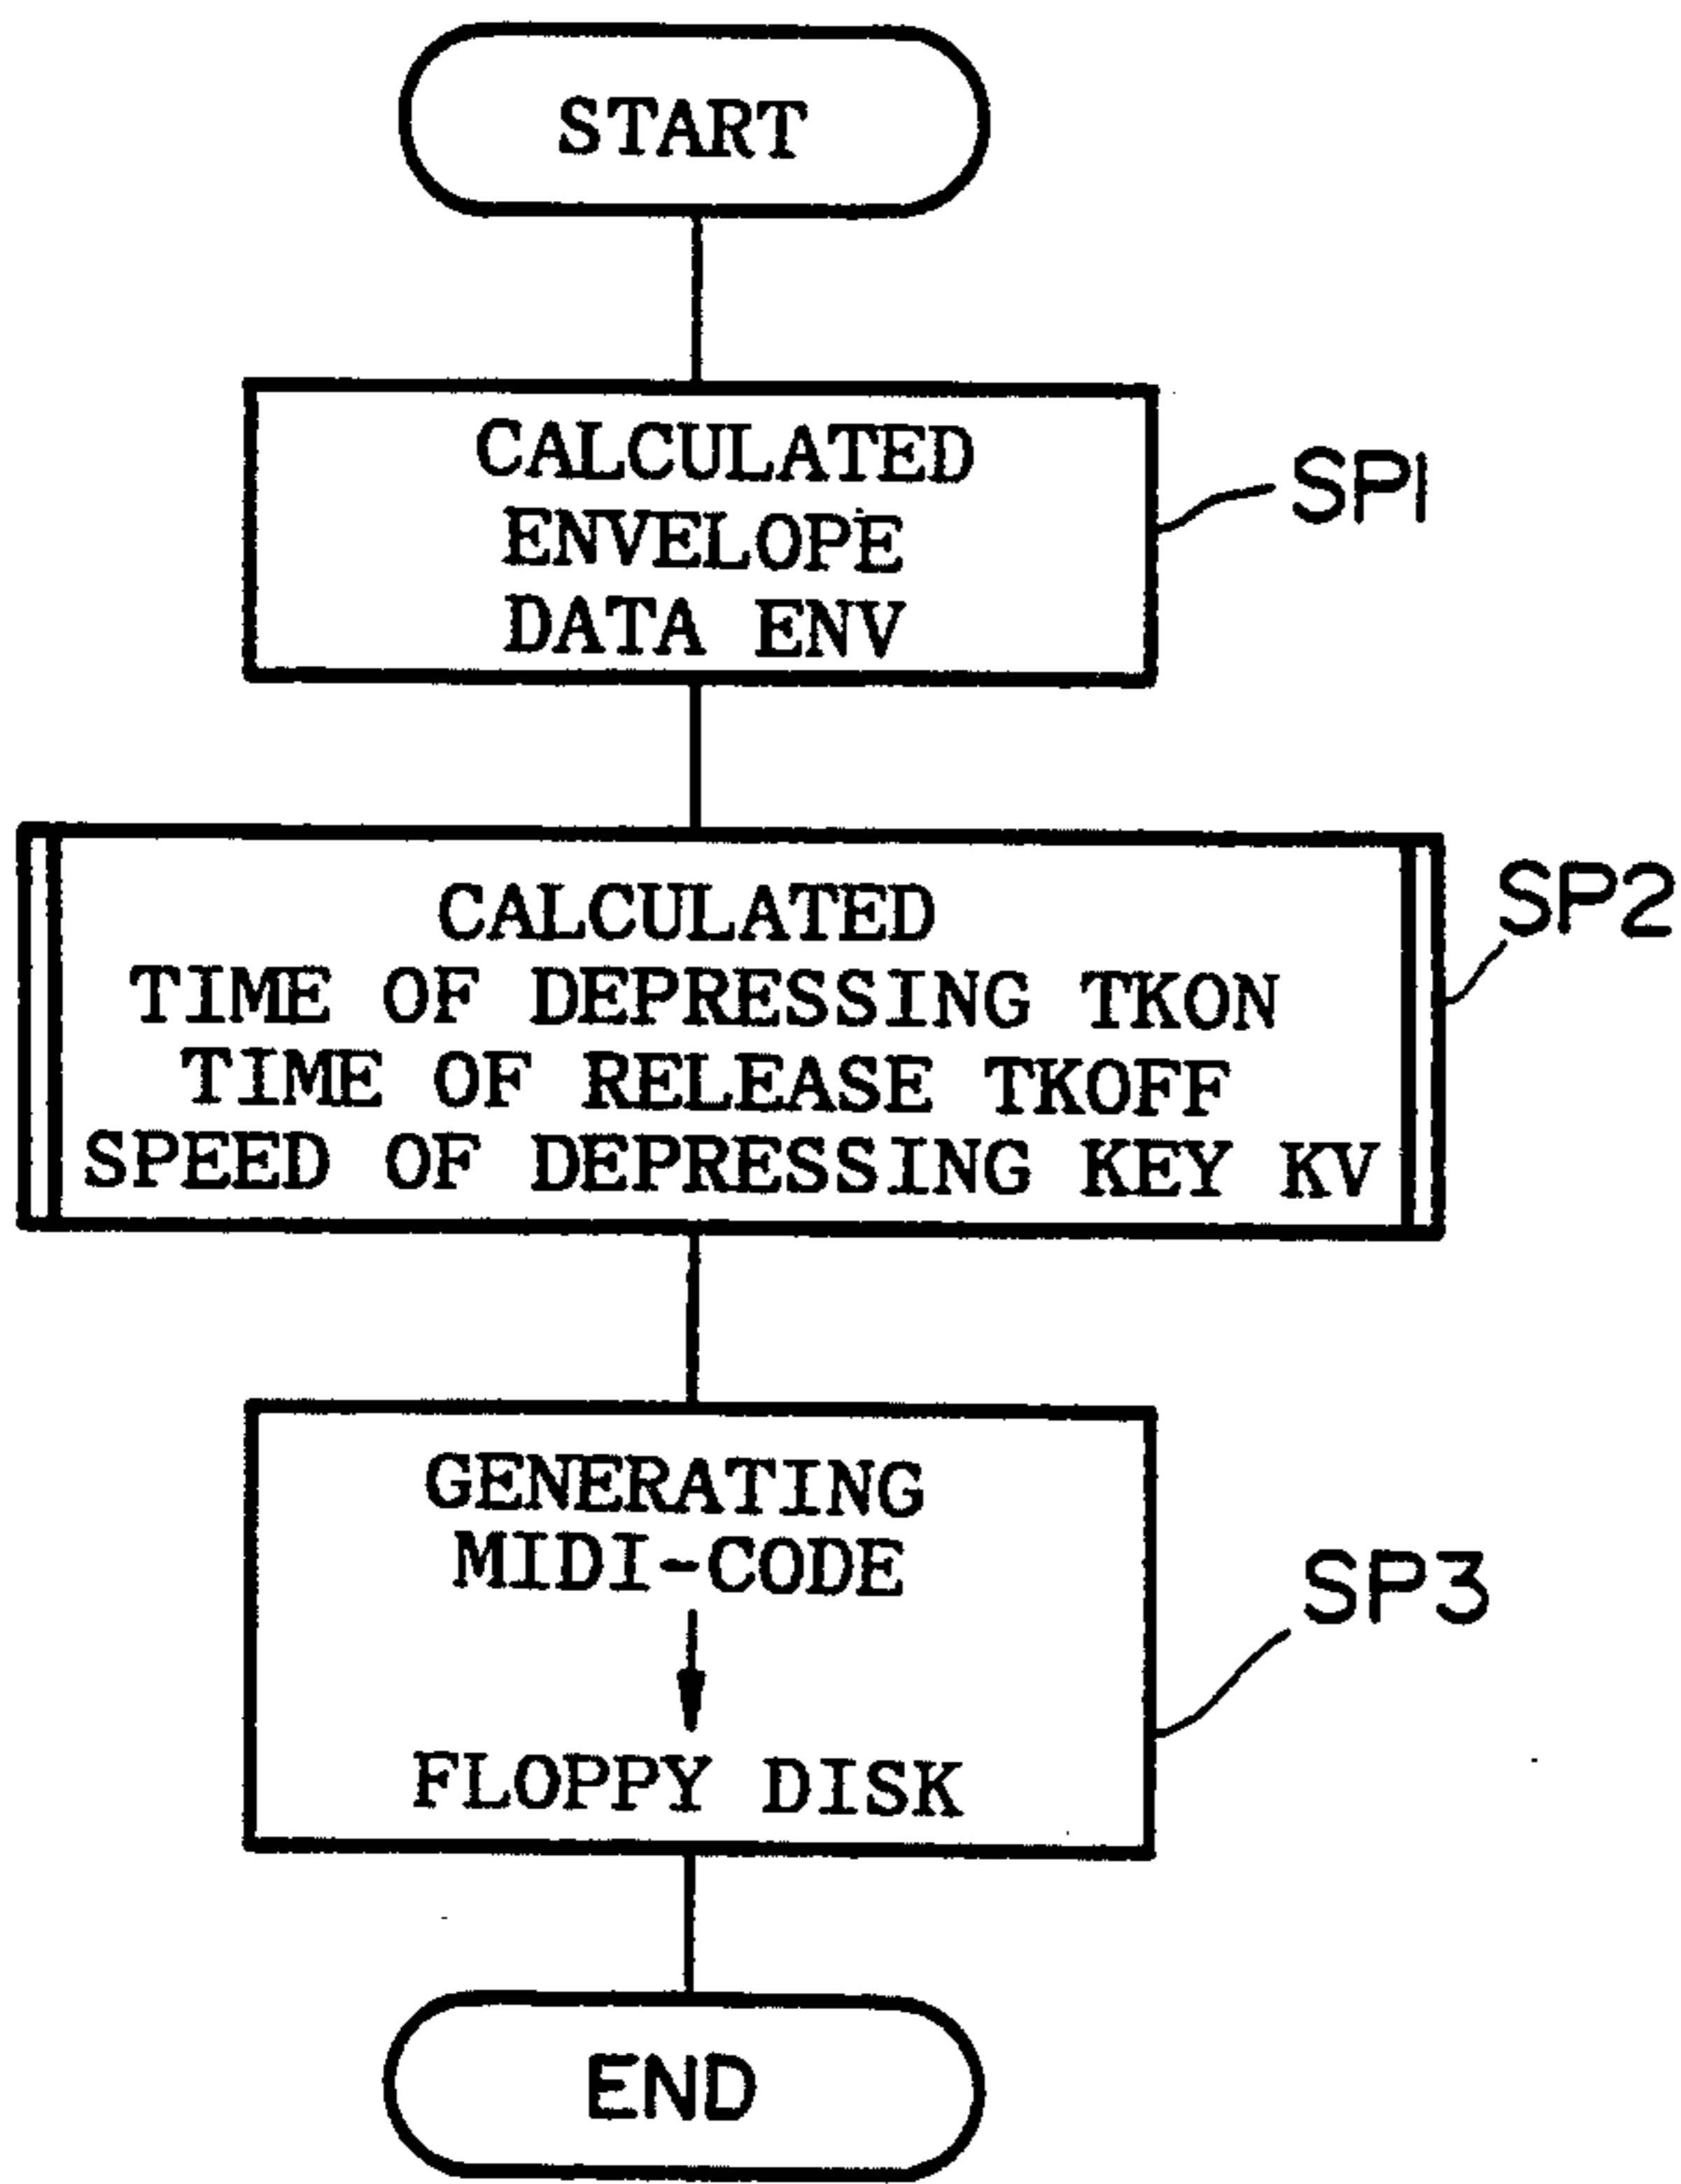 START
CALCULATED
ENVELOPE
DATA ENV
SP1
CALCULATED
TIME OF DEPRESSING TKON
TIME OF RELEASE TKOFF
SPEED OF DEPRESSING KEY KV
SP2
GENERATING
MIDI-CODE
FLOPPY DISK
SP3
END